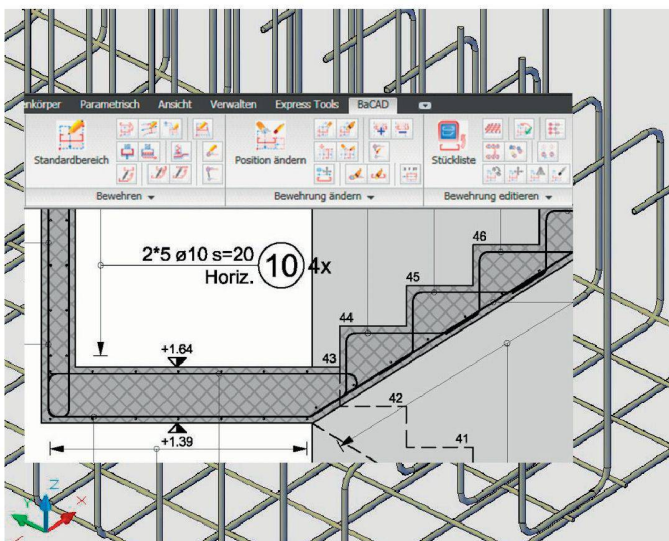 enkörper Parametrisch Ansicht Verwalten Express Tools BaCAD
Standardbereich Position ändern Stückliste
Bewehren Bewehrung ändern Bewehrung editieren
2*5 ø10 s=20 10 4x
Horiz.
46
45
44
43
+1.64
42
41
+1.39
Z
Y X